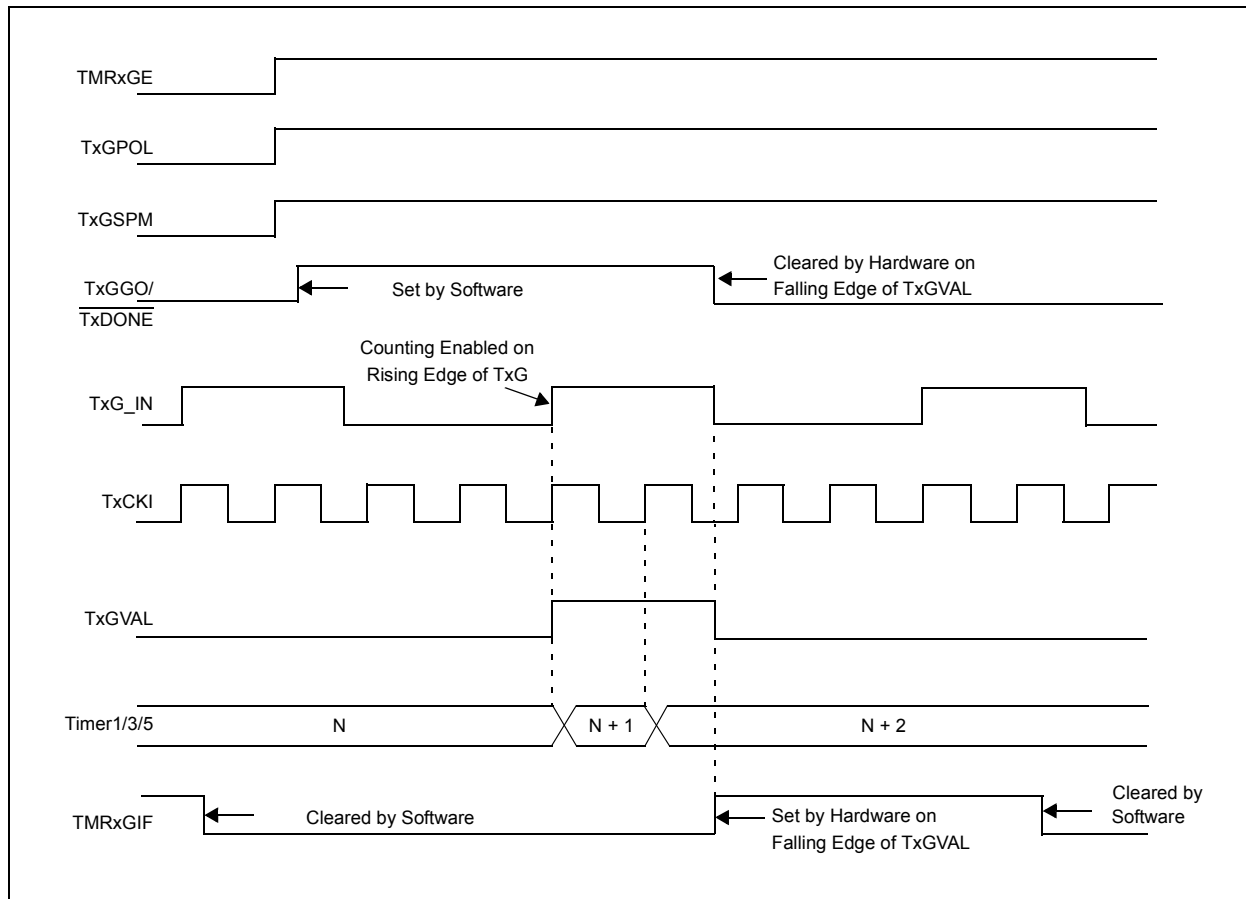 TMRxGE
TxGPOL
TxGSPM
TxGGO/
TxDONE
Set by Software
Cleared by Hardware on
Falling Edge of TxGVAL
Counting Enabled on
Rising Edge of TxG
TxG_IN
TxCKI
TxGVAL
Timer1/3/5
N
N + 1
N + 2
TMRxGIF
Cleared by Software
Set by Hardware on
Falling Edge of TxGVAL
Cleared by
Software